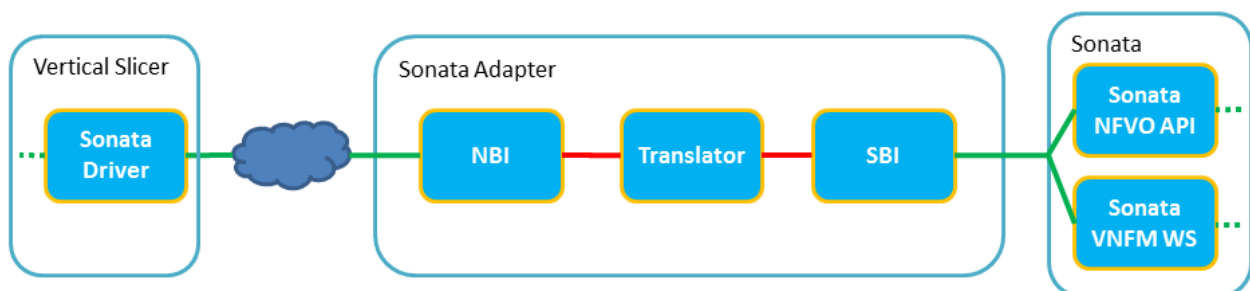 Vertical Slicer
Sonata
Driver
Sonata Adapter
NBI
Translator
SBI
Sonata
Sonata
NFVO API
Sonata
VNFM WS